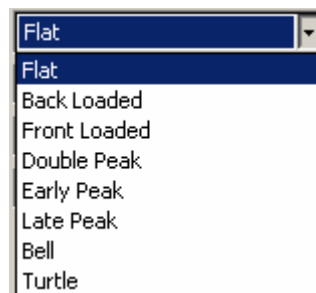 Flat
Flat
Back Loaded
Front Loaded
Double Peak
Early Peak
Late Peak
Bell
Turtle